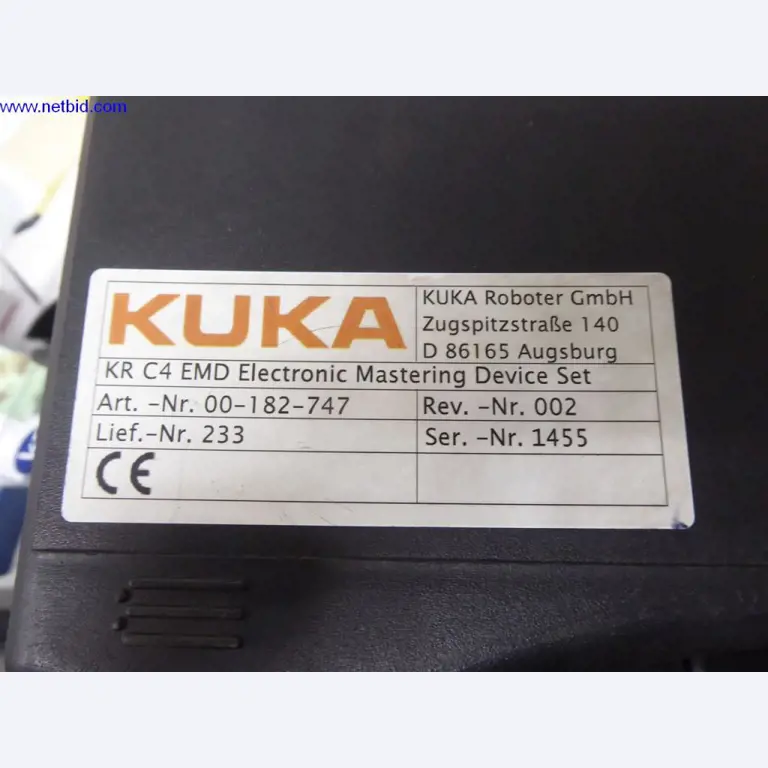 www.netbid.com
KUKA
KUKA Roboter GmbH
Zugspitzstraße 140
D 86165 Augsburg
KR C4 EMD Electronic Mastering Device Set
Art. -Nr. 00-182-747
Rev. -Nr. 002
Lief.-Nr. 233
Ser. -Nr. 1455
CE